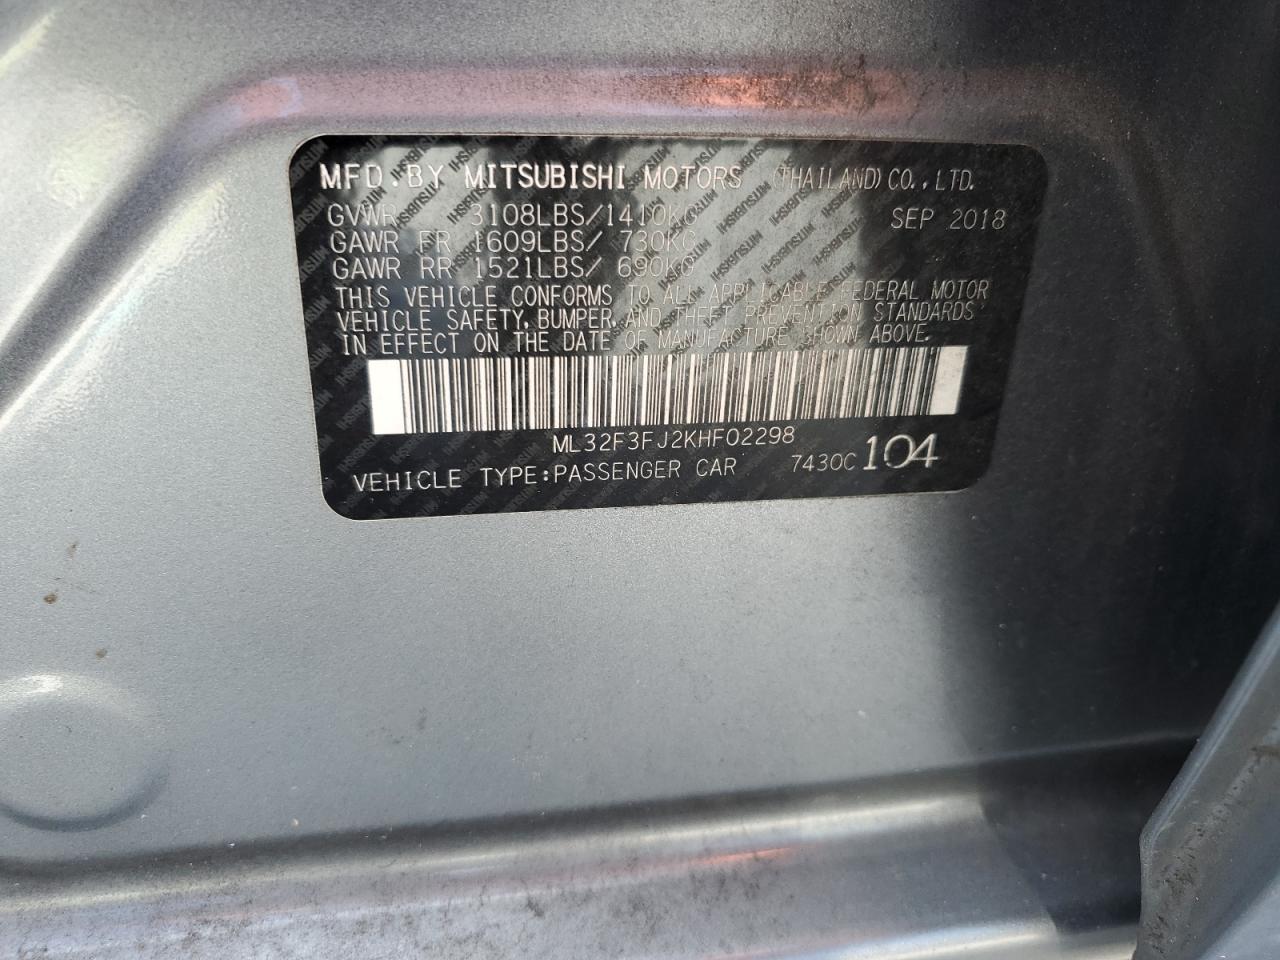 MFD.BY MITSUBISHI MOTORS (THAILAND)CO.,LTD.
GVWR 3108LBS/1410KG SEP 2018
GAWR FR 1609LBS/ 730KG
GAWR RR 1521LBS/ 690KG
THIS VEHICLE CONFORMS TO ALL APPLICABLE FEDERAL MOTOR
VEHICLE SAFETY, BUMPER, AND THEFT PREVENTION STANDARDS
IN EFFECT ON THE DATE OF MANUFACTURE SHOWN ABOVE.
ML32F3FJ2KHF02298
VEHICLE TYPE:PASSENGER CAR 7430C 104